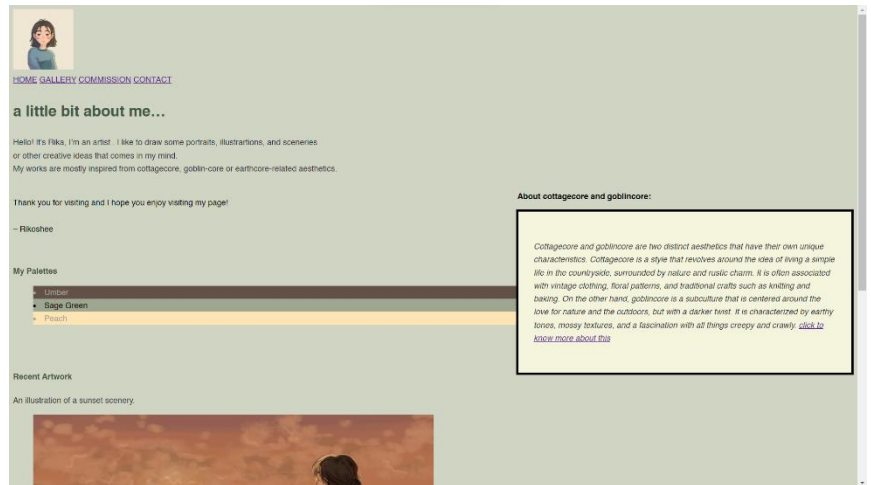 HOME GALLERY COMMISSION CONTACT
a little bit about me…
Hello! It's Rika, I'm an artist . I like to draw some portraits, illustrartions, and sceneries
or other creative ideas that comes in my mind.
My works are mostly inspired from cottagecore, goblin-core or earthcore-related aesthetics.
Thank you for visiting and I hope you enjoy visiting my page!
– Rikoshee
My Palettes
Umber
Sage Green
Peach
Recent Artwork
An illustration of a sunset scenery.
About cottagecore and goblincore:
Cottagecore and goblincore are two distinct aesthetics that have their own unique
characteristics. Cottagecore is a style that revolves around the idea of living a simple
life in the countryside, surrounded by nature and rustic charm. It is often associated
with vintage clothing, floral patterns, and traditional crafts such as knitting and
baking. On the other hand, goblincore is a subculture that is centered around the
love for nature and the outdoors, but with a darker twist. It is characterized by earthy
tones, mossy textures, and a fascination with all things creepy and crawly. click to
know more about this